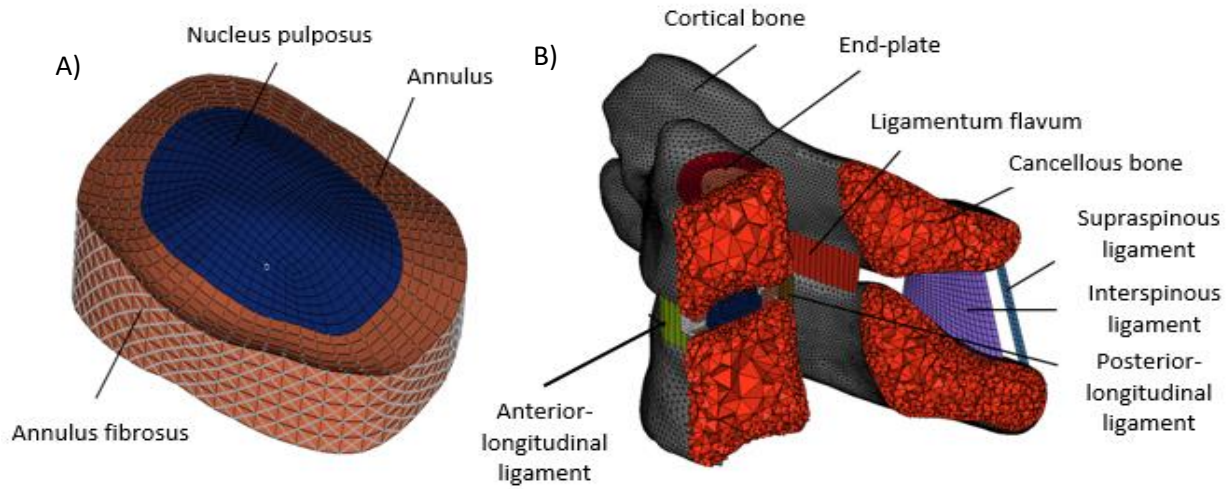 A)
Nucleus pulposus
Annulus
Annulus fibrosus
B)
Cortical bone
End-plate
Ligamentum flavum
Cancellous bone
Supraspinous
ligament
Interspinous
ligament
Posterior-
longitudinal
ligament
Anterior-
longitudinal
ligament